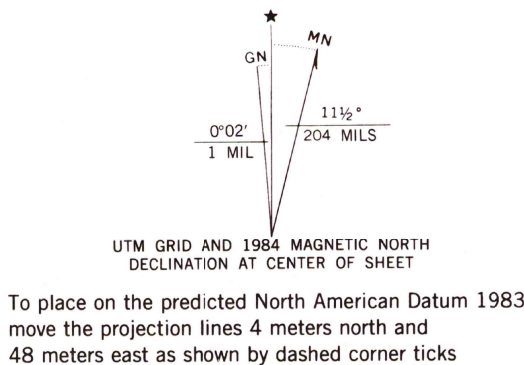 ★
MN
GN
11½°
204 MILS
0°02'
1 MIL
UTM GRID AND 1984 MAGNETIC NORTH
DECLINATION AT CENTER OF SHEET
To place on the predicted North American Datum 1983
move the projection lines 4 meters north and
48 meters east as shown by dashed corner ticks